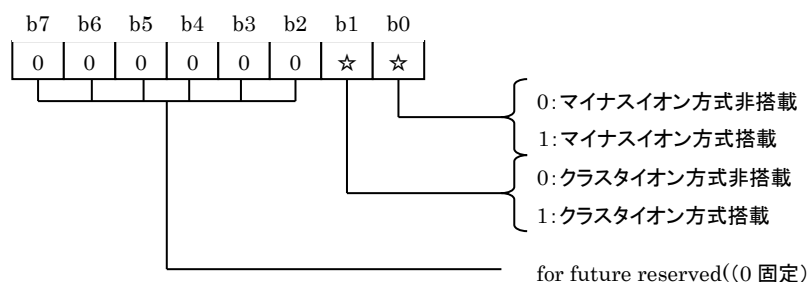 b7 b6 b5 b4 b3 b2 b1 b0
0 0 0 0 0 0 ☆ ☆
0:マイナスイオン方式非搭載
1:マイナスイオン方式搭載
0:クラスタイオン方式非搭載
1:クラスタイオン方式搭載
for future reserved((0 固定)